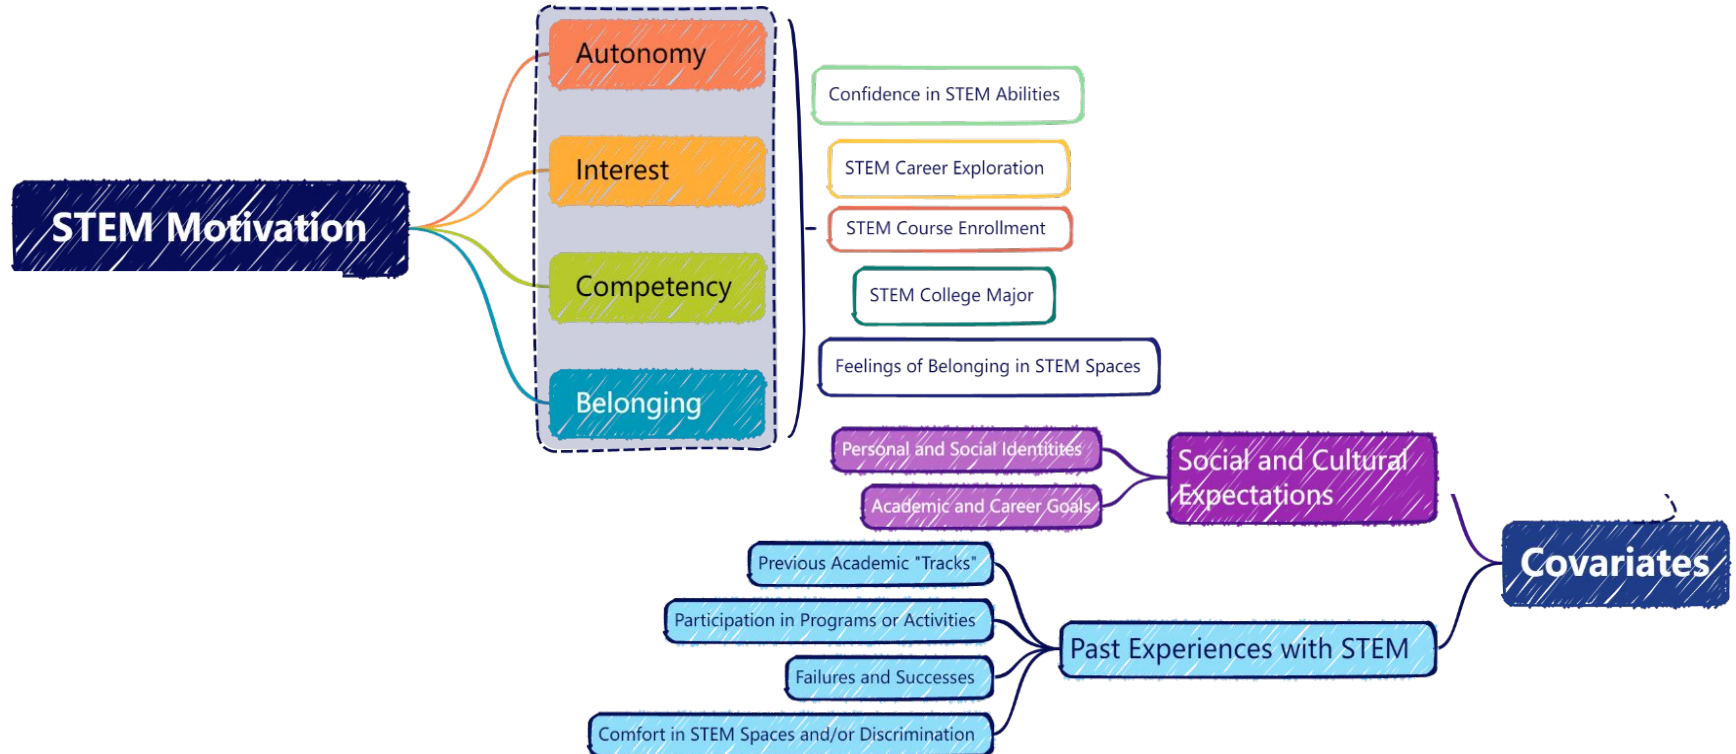 Autonomy
Confidence in STEM Abilities
Interest
STEM Career Exploration
STEM Motivation
STEM Course Enrollment
Competency
STEM College Major
Feelings of Belonging in STEM Spaces
Belonging
Personal and Social Identitites
Social and Cultural
Expectations
Academic and Career Goals
Covariates
Previous Academic "Tracks"
Participation in Programs or Activities
Past Experiences with STEM
Failures and Successes
Comfort in STEM Spaces and/or Discrimination